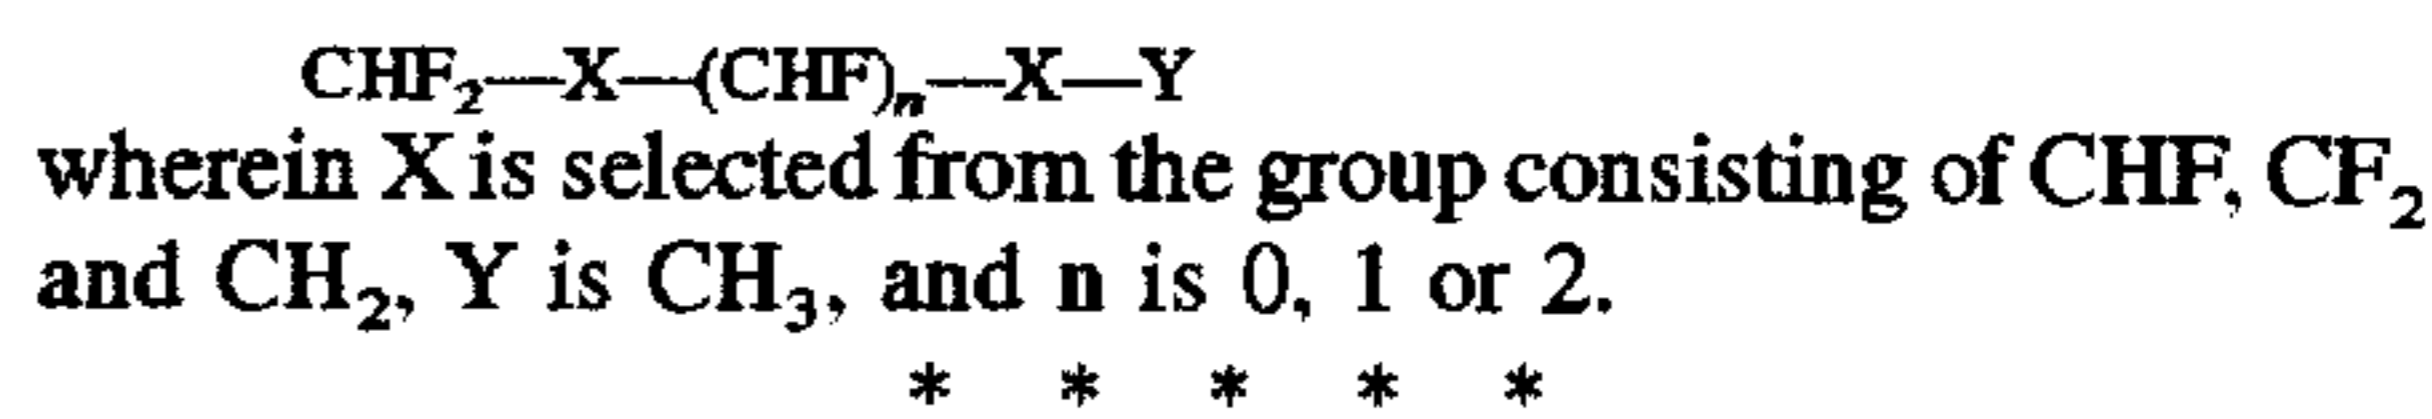 CHF₂—X—(CHF)ₙ—X—Y
wherein X is selected from the group consisting of CHF, CF₂
and CH₂, Y is CH₃, and n is 0, 1 or 2.
* * * * *